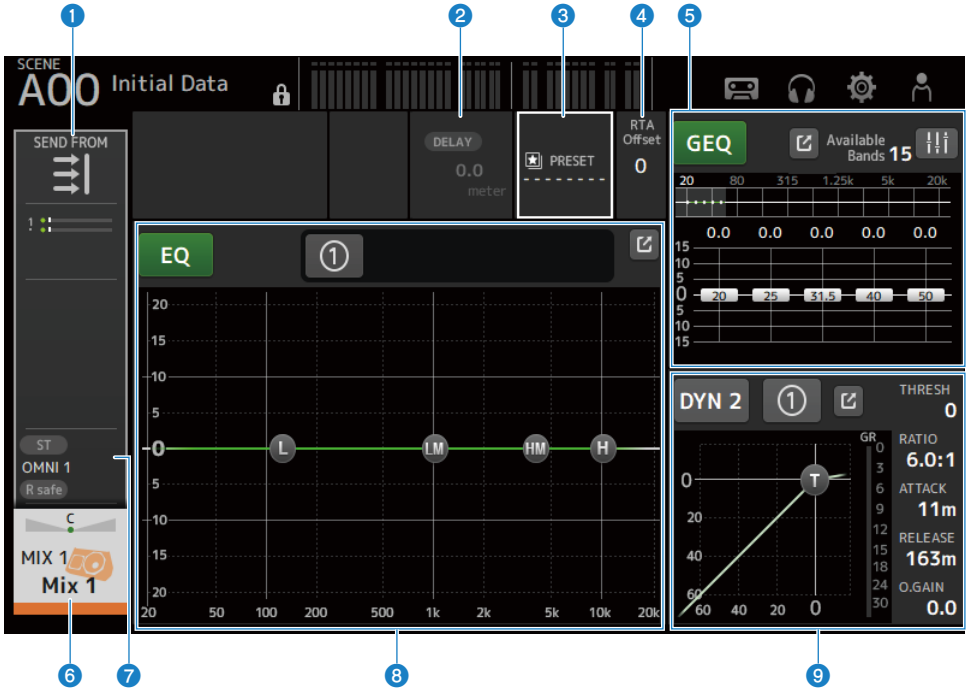 1 2 3 4 5
SCENE
A00 Initial Data
SEND FROM
1
DELAY
0.0
meter
PRESET
RTA
Offset
0
GEQ
Available
Bands 15
20 80 315 1.25k 5k 20k
0.0 0.0 0.0 0.0 0.0
15
10
5
0
5
10
15
20 25 31.5 40 50
EQ
1
20
15
10
5
0
5
10
15
20
L LM HM H
20 50 100 200 500 1k 2k 5k 10k 20k
DYN 2
1
THRESH
0
RATIO
6.0:1
ATTACK
11m
RELEASE
163m
O.GAIN
0.0
GR
0
3
6
9
12
15
18
24
30
T
0
20
40
60
60 40 20 0
ST
OMNI 1
R safe
C
MIX 1
Mix 1
6 7 8 9